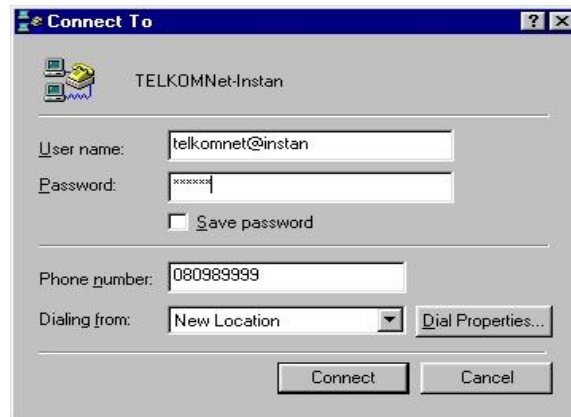 Connect To
TELKOMNet-Instan
User name: telkomnet@instan
Password: ******
Save password
Phone number: 080989999
Dialing from: New Location Dial Properties...
Connect Cancel